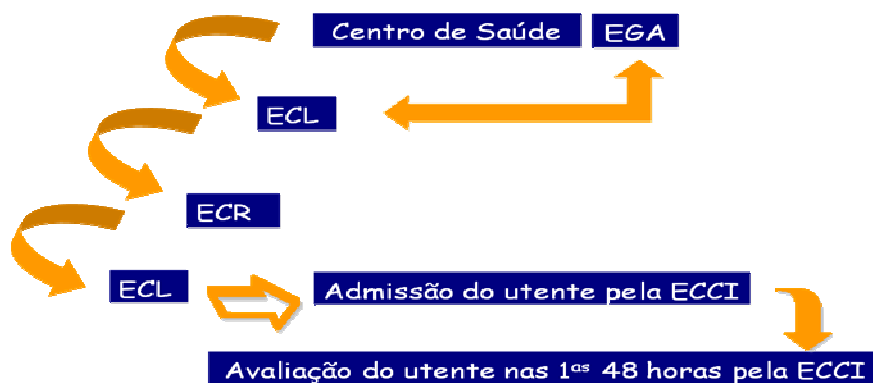 Centro de Saúde EGA
ECL
ECR
ECL Admissão do utente pela ECCI
Avaliação do utente nas 1ᵃˢ 48 horas pela ECCI